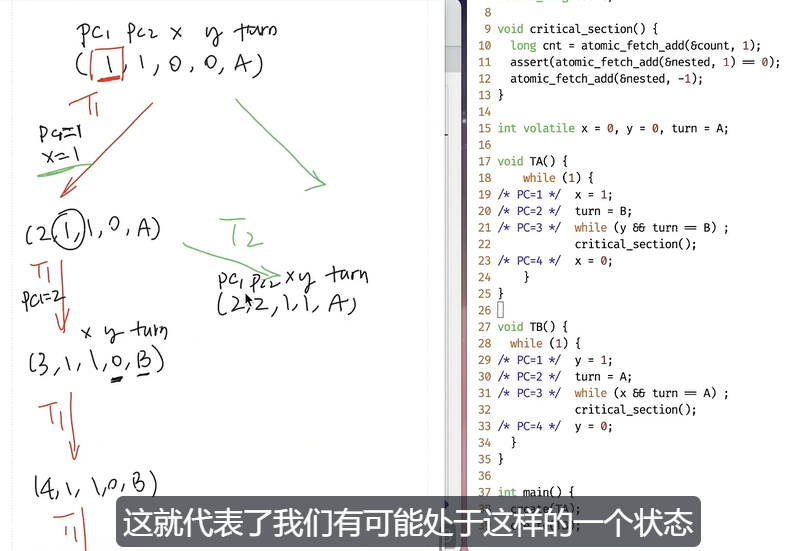 PC1 PC2 x y turn
(1, 1, 0, 0, A)
T1
PC1=1
x=1
(2, 1, 1, 0, A)
T2
T1
PC1=2
PC1 PC2 x y turn
(2, 2, 1, 1, A)
x y turn
(3, 1, 1, 0, B)
T1
(4, 1, 1, 0, B)
T1
8
9 void critical_section() {
10 long cnt = atomic_fetch_add(&count, 1);
11 assert(atomic_fetch_add(&nested, 1) == 0);
12 atomic_fetch_add(&nested, -1);
13 }
14
15 int volatile x = 0, y = 0, turn = A;
16
17 void TA() {
18 while (1) {
19 /* PC=1 */ x = 1;
20 /* PC=2 */ turn = B;
21 /* PC=3 */ while (y && turn == B) ;
22 critical_section();
23 /* PC=4 */ x = 0;
24 }
25 }
26
27 void TB() {
28 while (1) {
29 /* PC=1 */ y = 1;
30 /* PC=2 */ turn = A;
31 /* PC=3 */ while (x && turn == A) ;
32 critical_section();
33 /* PC=4 */ y = 0;
34 }
35 }
36
37 int main() {
这就代表了我们有可能处于这样的一个状态